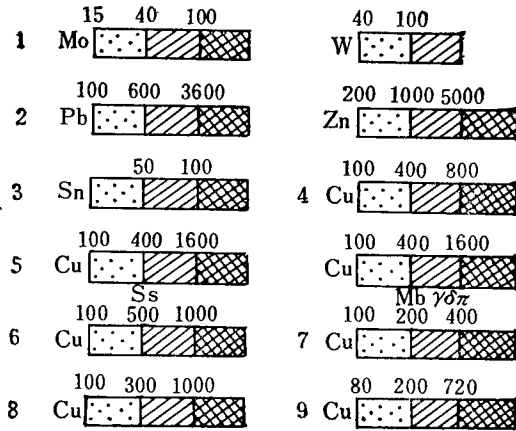 15 40 100 40 100
1 Mo W
100 600 3600 200 1000 5000
2 Pb Zn
50 100 100 400 800
3 Sn 4 Cu
100 400 1600 100 400 1600
5 Cu Cu
Ss Mb γδπ
100 500 1000 100 200 400
6 Cu 7 Cu
100 300 1000 80 200 720
8 Cu 9 Cu